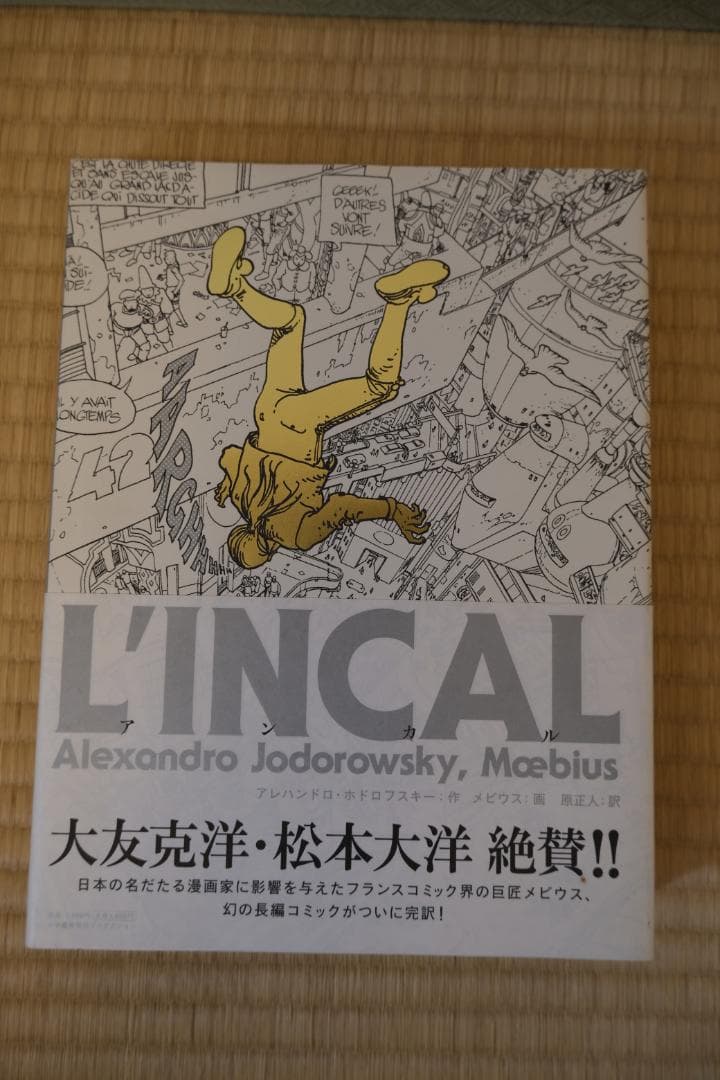 C'EST LA CHUTE DIRECTE
ET SANS ESCALE JUS-
QU'AU GRAND LAC D'A-
CIDE QUI DISSOUT TOUT
GEEEK!
D'AUTRES
VONT
SUIVRE!
IL Y AVAIT
LONGTEMPS
42
L'INCAL
アンカル
Alexandro Jodorowsky, Mœbius
アレハンドロ・ホドロフスキー：作 メビウス：画 原正人：訳
大友克洋・松本大洋 絶賛!!
日本の名だたる漫画家に影響を与えたフランスコミック界の巨匠メビウス、
幻の長編コミックがついに完訳！